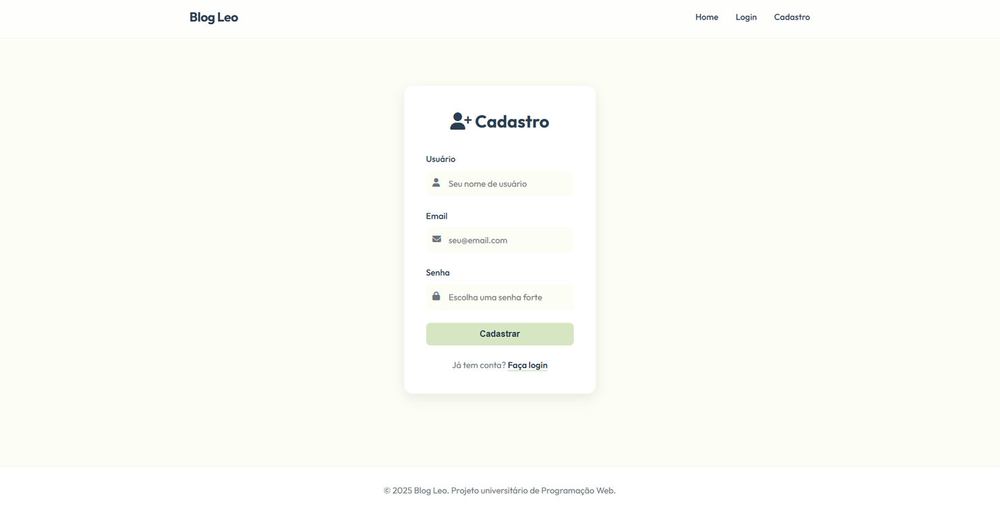 Blog Leo
Home Login Cadastro
Cadastro
Usuário
Seu nome de usuário
Email
seu@email.com
Senha
Escolha uma senha forte
Cadastrar
Já tem conta? Faça login
© 2025 Blog Leo. Projeto universitário de Programação Web.